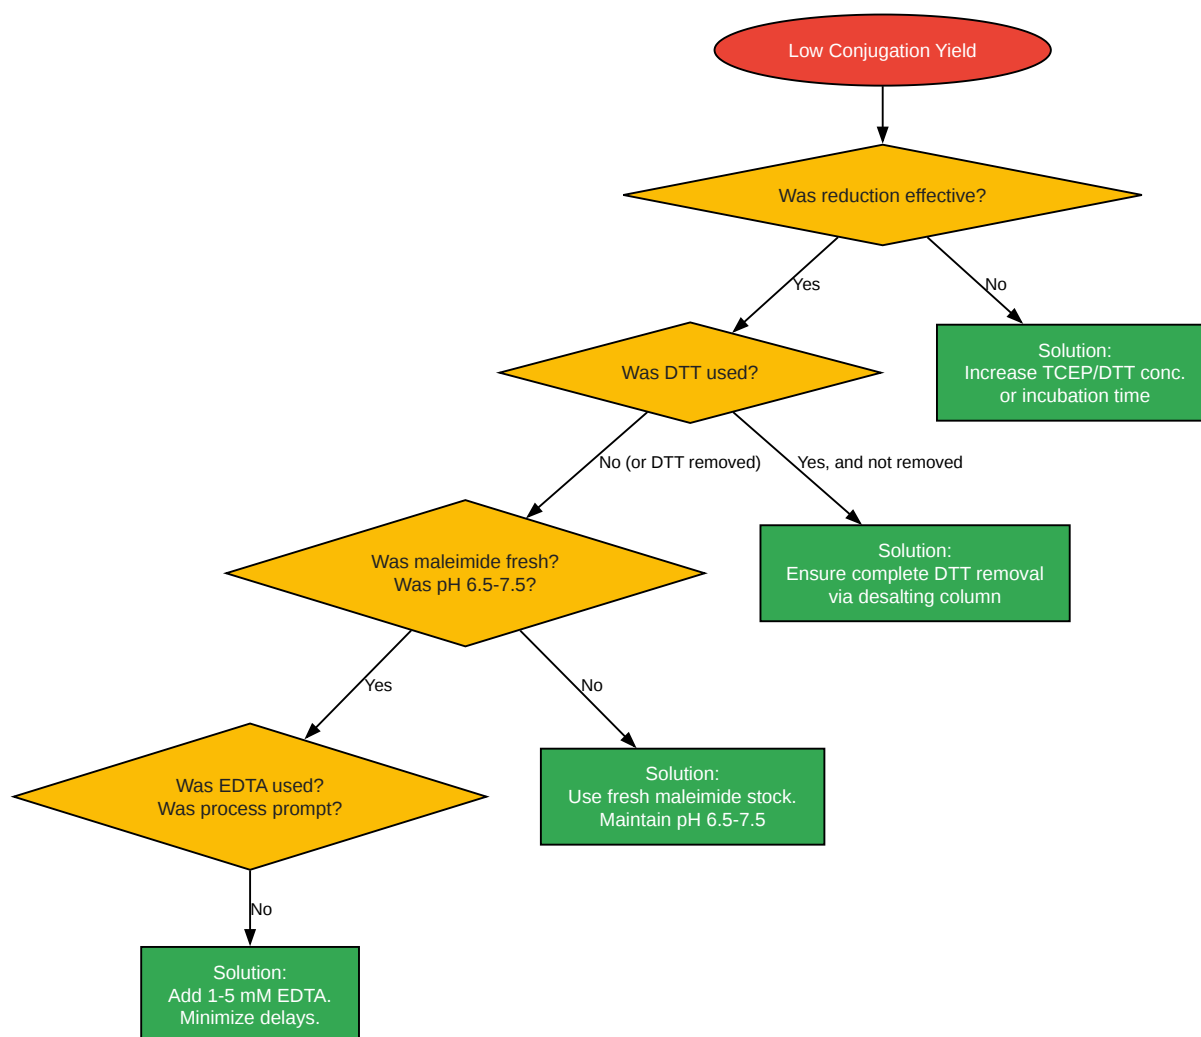 Low Conjugation Yield
Was reduction effective?
Yes
No
Solution:
Increase TCEP/DTT conc.
or incubation time
Was DTT used?
No (or DTT removed)
Yes, and not removed
Solution:
Ensure complete DTT removal
via desalting column
Was maleimide fresh?
Was pH 6.5-7.5?
Yes
No
Solution:
Use fresh maleimide stock.
Maintain pH 6.5-7.5
Was EDTA used?
Was process prompt?
No
Solution:
Add 1-5 mM EDTA.
Minimize delays.